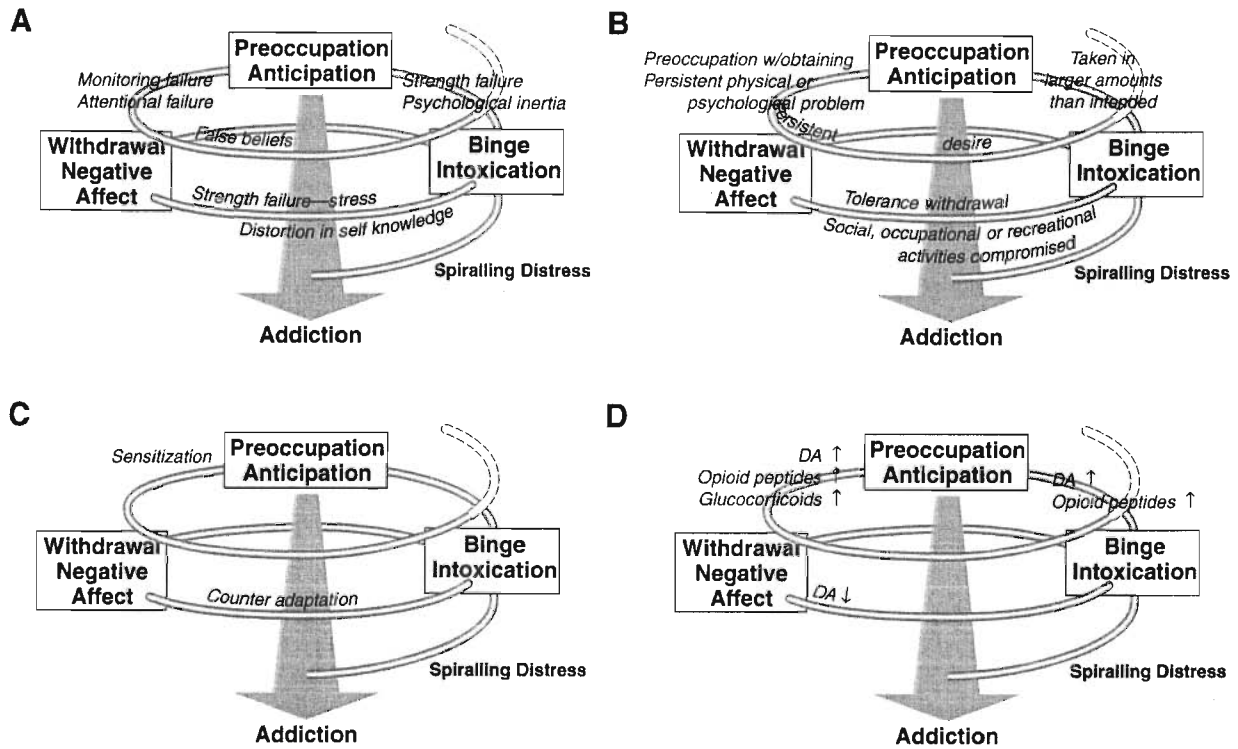 A
Preoccupation
Anticipation
Monitoring failure
Attentional failure
Strength failure
Psychological inertia
False beliefs
Withdrawal
Negative
Affect
Binge
Intoxication
Strength failure—stress
Distortion in self knowledge
Spiralling Distress
Addiction
B
Preoccupation w/obtaining
Persistent physical or
psychological problem
Preoccupation
Anticipation
Taken in
larger amounts
than intended
Persistent
desire
Withdrawal
Negative
Affect
Binge
Intoxication
Tolerance withdrawal
Social, occupational or recreational
activities compromised
Spiralling Distress
Addiction
C
Sensitization
Preoccupation
Anticipation
Withdrawal
Negative
Affect
Binge
Intoxication
Counter adaptation
Spiralling Distress
Addiction
D
DA ↑
Opioid peptides ↑
Glucocorticoids ↑
Preoccupation
Anticipation
DA ↑
Opioid peptides ↑
Withdrawal
Negative
Affect
Binge
Intoxication
DA ↓
Spiralling Distress
Addiction